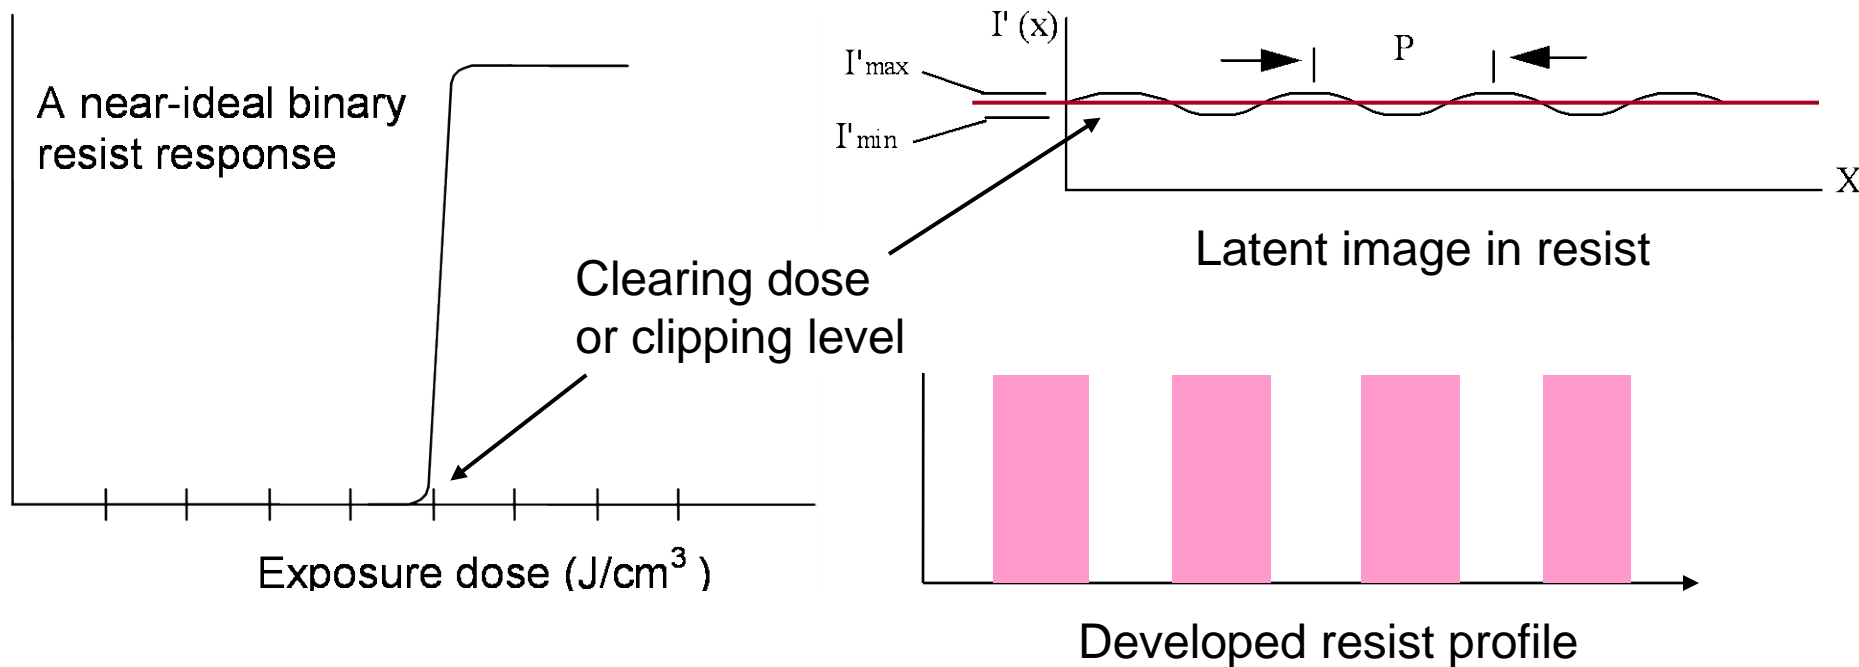 A near-ideal binary
resist response
Exposure dose (J/cm³ )
Clearing dose
or clipping level
I' (x)
I'max
I'min
P
X
Latent image in resist
Developed resist profile